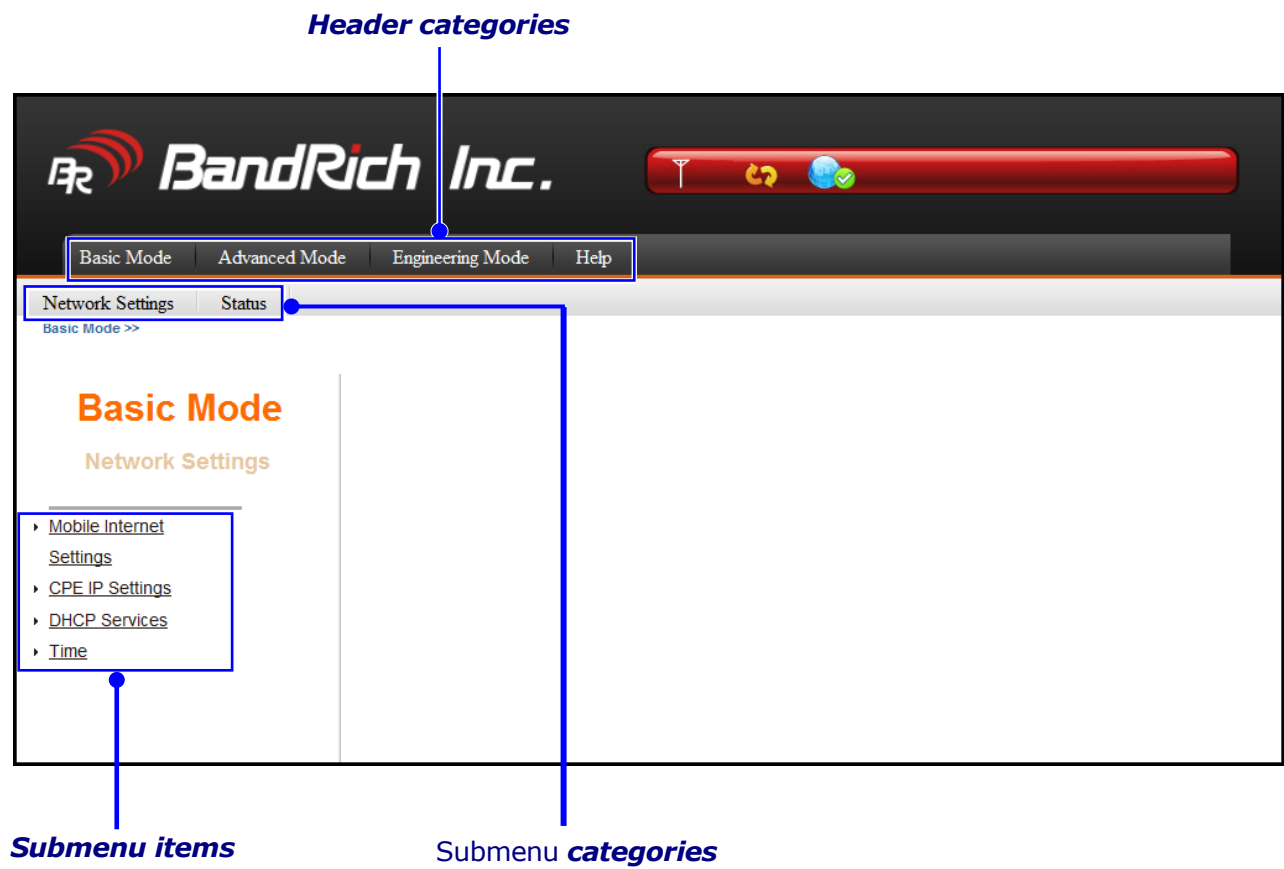 Header categories
BR BandRich Inc.
Basic Mode Advanced Mode Engineering Mode Help
Network Settings Status
Basic Mode >>
Basic Mode
Network Settings
Mobile Internet
Settings
CPE IP Settings
DHCP Services
Time
Submenu items
Submenu categories